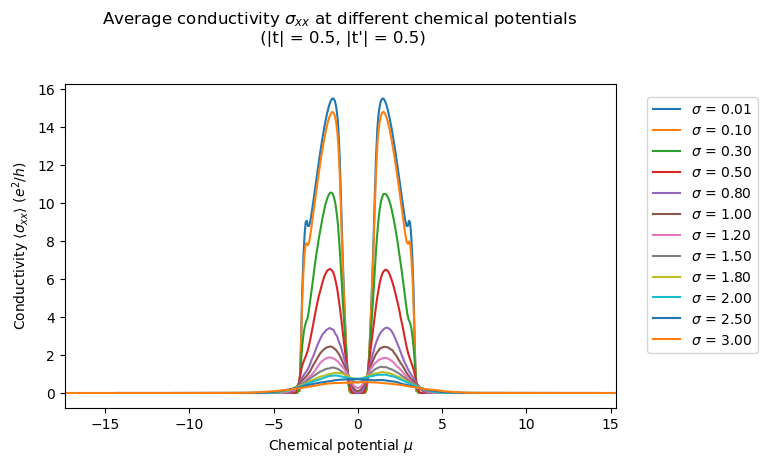 Average conductivity σxx at different chemical potentials
(|t| = 0.5, |t'| = 0.5)
Conductivity ⟨σxx⟩ (e²/h)
16
14
12
10
8
6
4
2
0
−15
−10
−5
0
5
10
15
Chemical potential μ
σ = 0.01
σ = 0.10
σ = 0.30
σ = 0.50
σ = 0.80
σ = 1.00
σ = 1.20
σ = 1.50
σ = 1.80
σ = 2.00
σ = 2.50
σ = 3.00